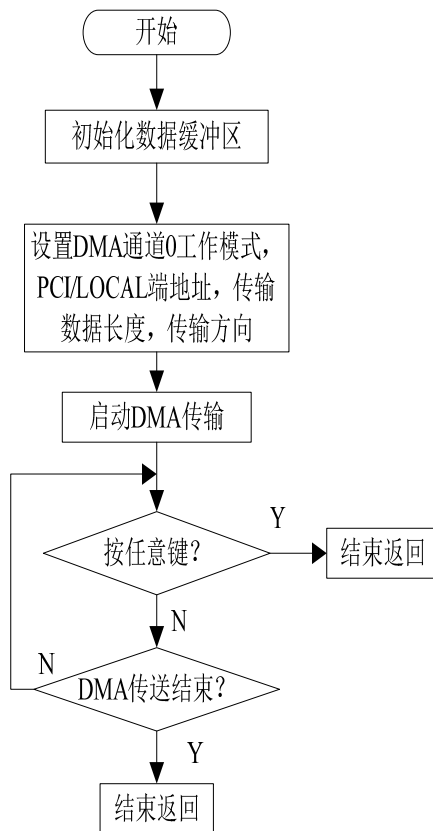 开始
初始化数据缓冲区
设置DMA通道0工作模式，
PCI/LOCAL端地址，传输
数据长度，传输方向
启动DMA传输
按任意键？
Y
结束返回
N
N
DMA传送结束？
Y
结束返回